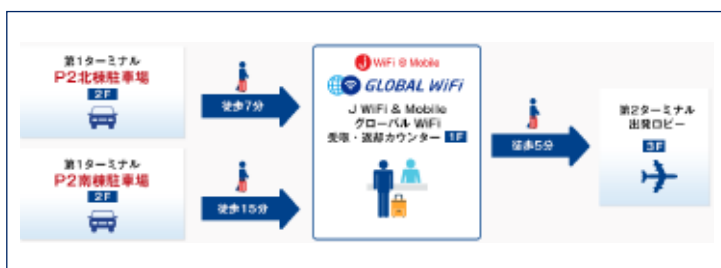 第1ターミナル
P2北棟駐車場
2F
徒歩7分
第1ターミナル
P2南棟駐車場
2F
徒歩15分
J WiFi & Mobile
GLOBAL WiFi
J WiFi & Mobile
グローバル WiFi
受取・返却カウンター 1F
徒歩5分
第2ターミナル
出発ロビー
3F